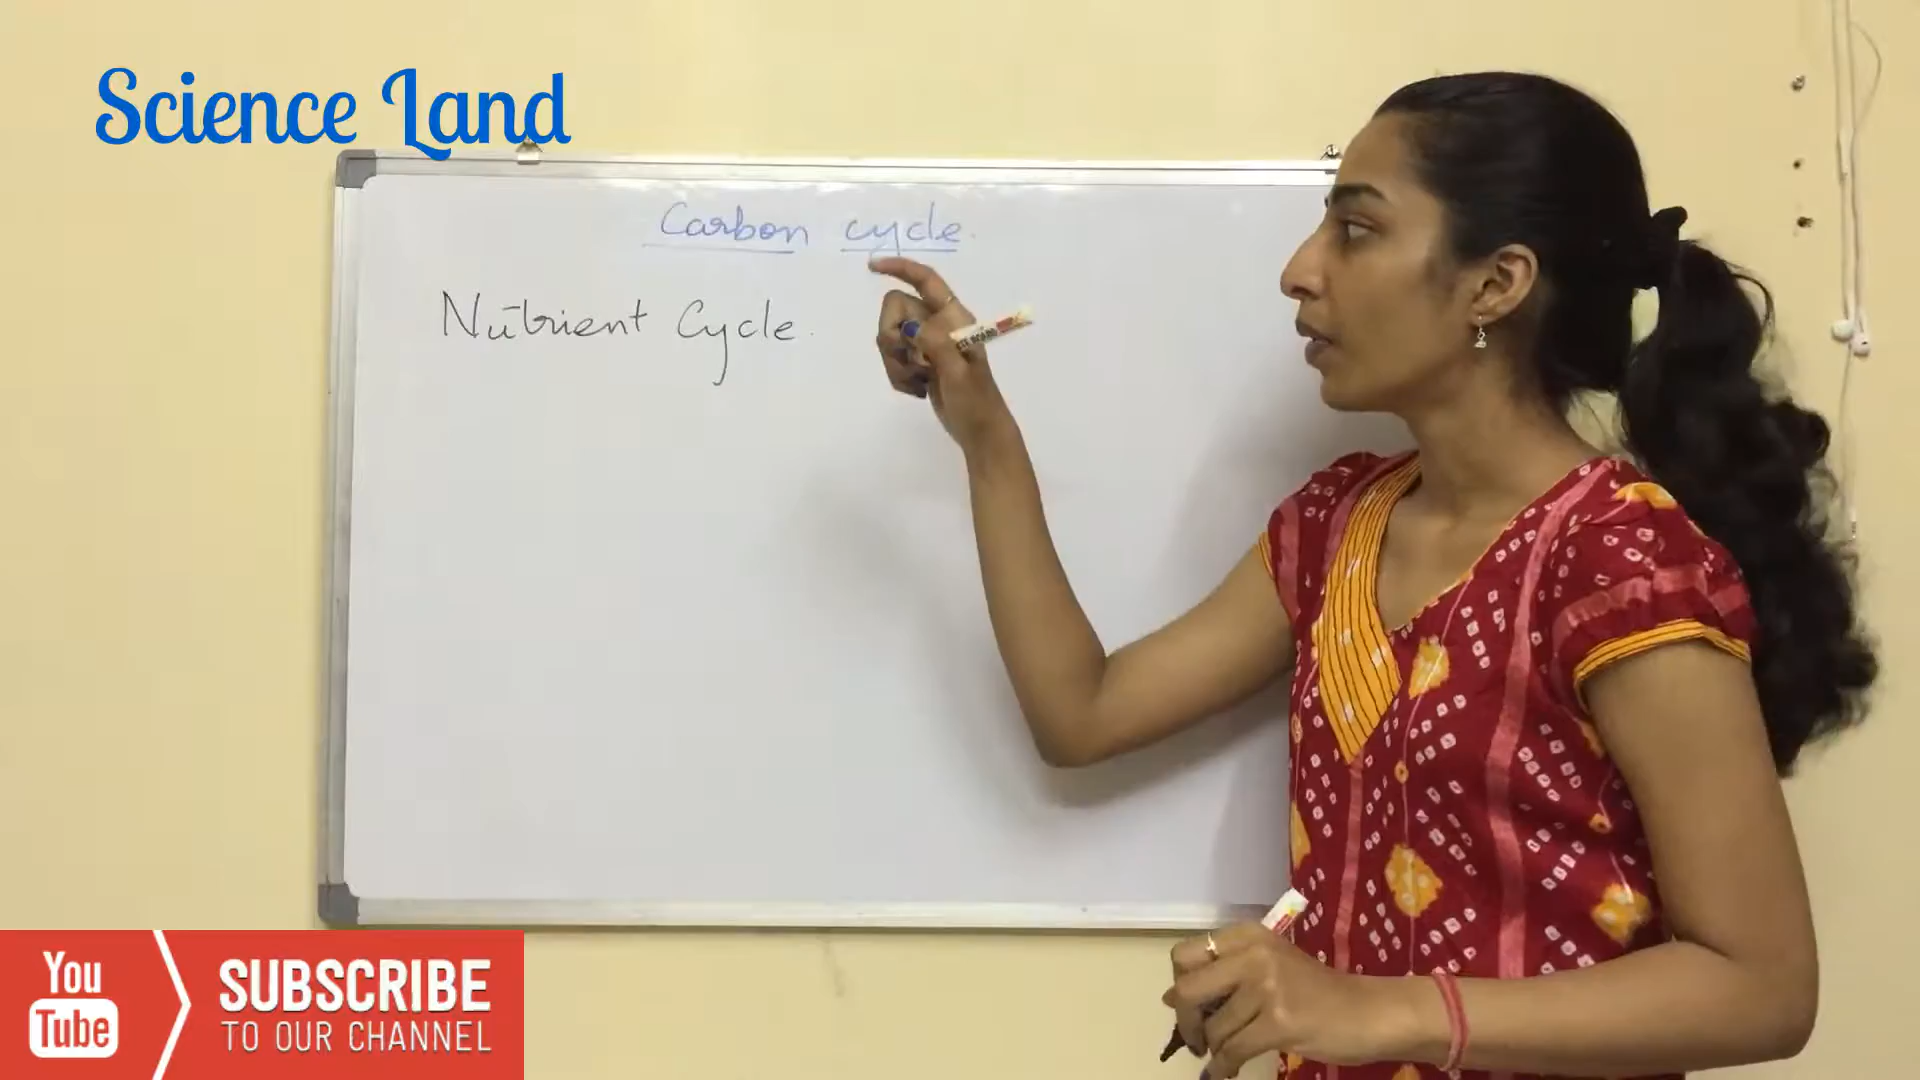 Science Land
Carbon cycle.
Nutrient Cycle.
You
Tube
SUBSCRIBE
TO OUR CHANNEL